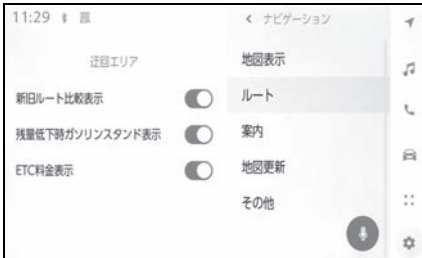 11:29
迂回エリア
新旧ルート比較表示
残量低下時ガソリンスタンド表示
ETC料金表示
< ナビゲーション
地図表示
ルート
案内
地図更新
その他